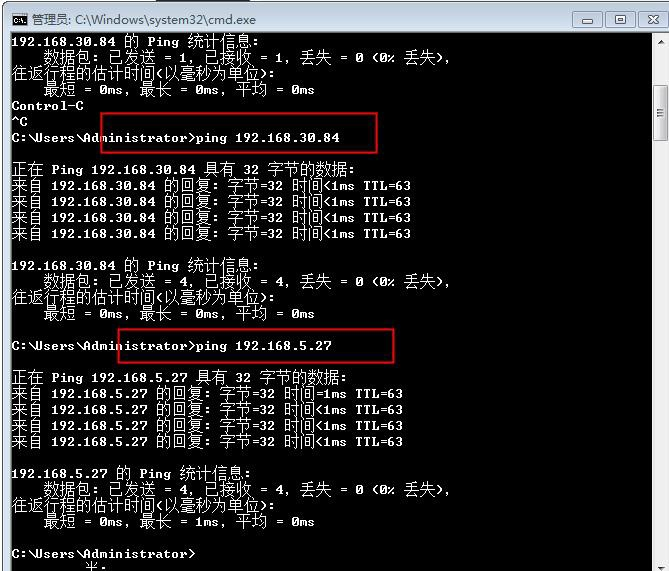 管理员: C:\Windows\system32\cmd.exe
192.168.30.84 的 Ping 统计信息:
数据包: 已发送 = 1，已接收 = 1，丢失 = 0 (0% 丢失)，
往返行程的估计时间(以毫秒为单位):
最短 = 0ms，最长 = 0ms，平均 = 0ms
Control-C
^C
C:\Users\Administrator>ping 192.168.30.84
正在 Ping 192.168.30.84 具有 32 字节的数据:
来自 192.168.30.84 的回复: 字节=32 时间<1ms TTL=63
来自 192.168.30.84 的回复: 字节=32 时间<1ms TTL=63
来自 192.168.30.84 的回复: 字节=32 时间<1ms TTL=63
来自 192.168.30.84 的回复: 字节=32 时间<1ms TTL=63
192.168.30.84 的 Ping 统计信息:
数据包: 已发送 = 4，已接收 = 4，丢失 = 0 (0% 丢失)，
往返行程的估计时间(以毫秒为单位):
最短 = 0ms，最长 = 0ms，平均 = 0ms
C:\Users\Administrator>ping 192.168.5.27
正在 Ping 192.168.5.27 具有 32 字节的数据:
来自 192.168.5.27 的回复: 字节=32 时间=1ms TTL=63
来自 192.168.5.27 的回复: 字节=32 时间<1ms TTL=63
来自 192.168.5.27 的回复: 字节=32 时间<1ms TTL=63
来自 192.168.5.27 的回复: 字节=32 时间<1ms TTL=63
192.168.5.27 的 Ping 统计信息:
数据包: 已发送 = 4，已接收 = 4，丢失 = 0 (0% 丢失)，
往返行程的估计时间(以毫秒为单位):
最短 = 0ms，最长 = 1ms，平均 = 0ms
C:\Users\Administrator>
半: